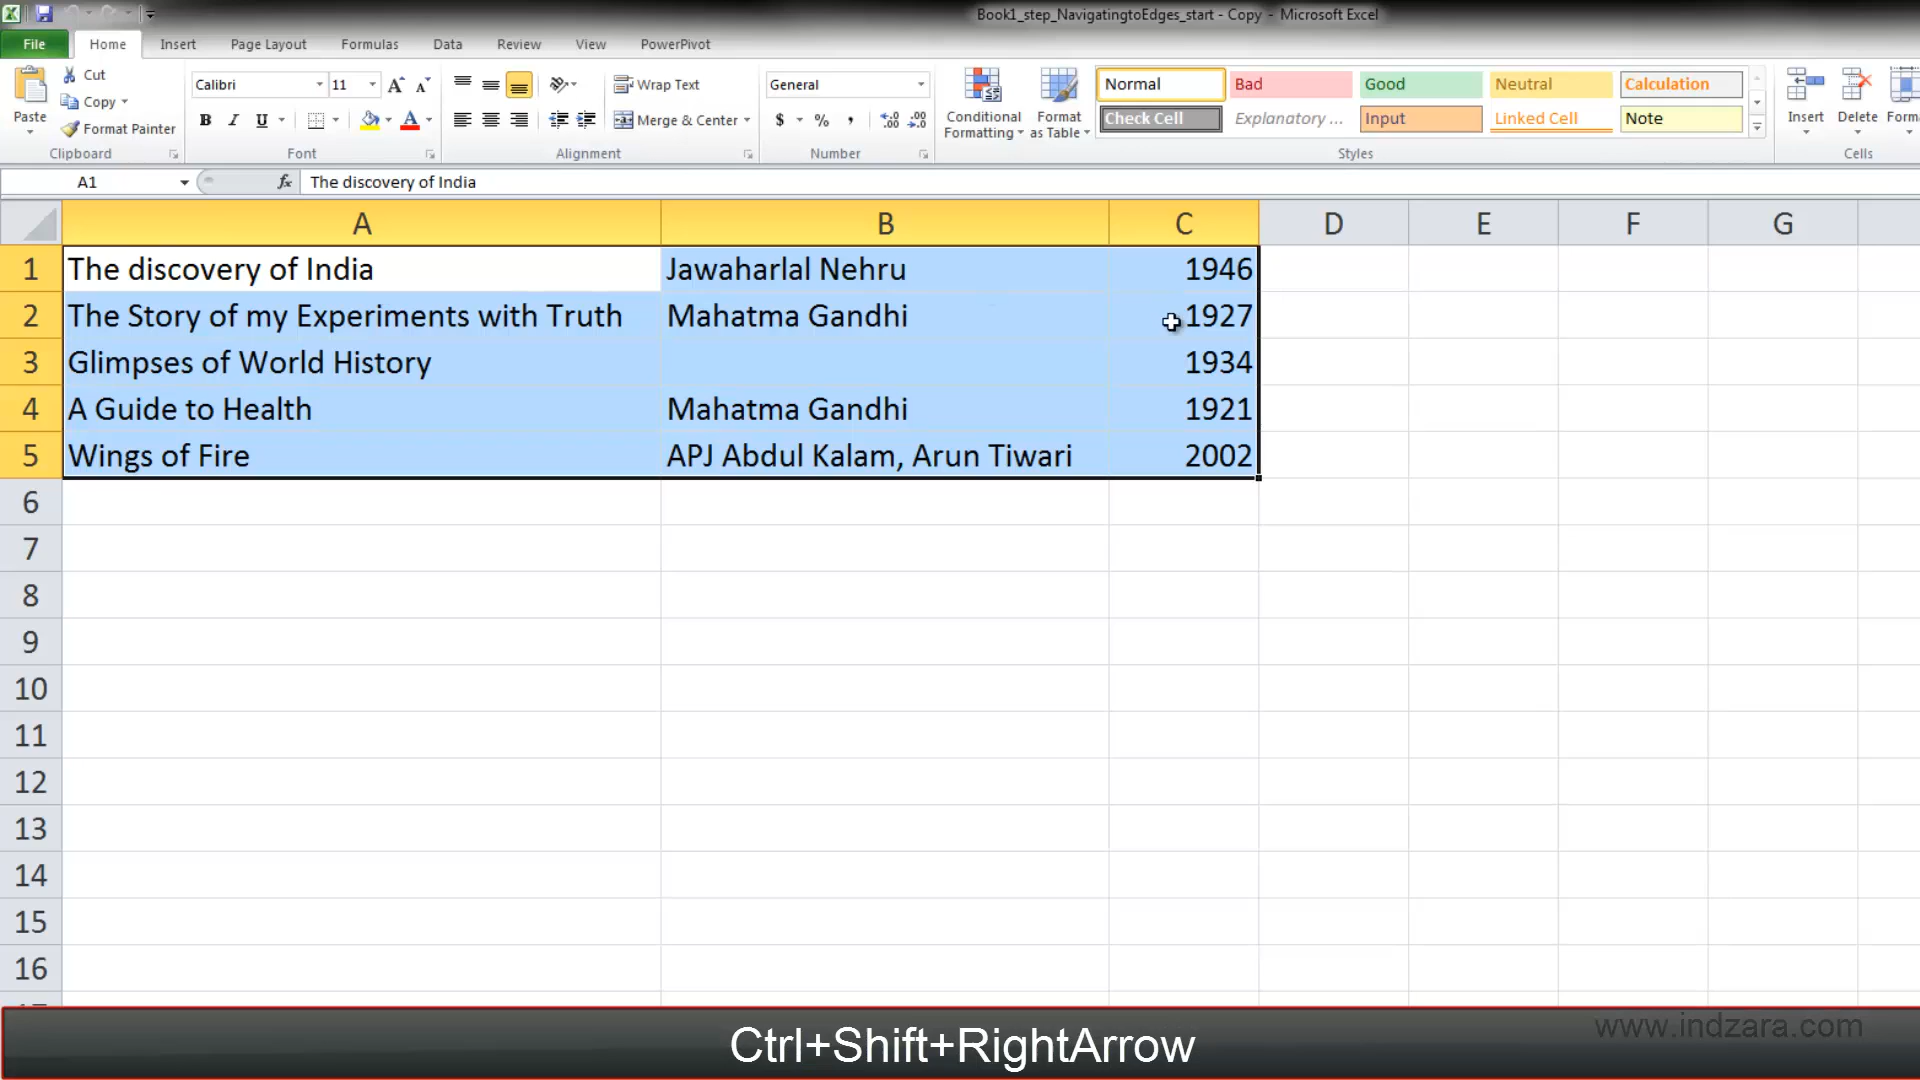 Book1_step_NavigatingtoEdges_start - Copy - Microsoft Excel
File Home Insert Page Layout Formulas Data Review View PowerPivot
Paste
Cut
Copy
Format Painter
Clipboard
Calibri 11
B I U
A
Font
Wrap Text
Merge & Center
Alignment
General
$ % ,
Number
Conditional Formatting
Format as Table
Normal Bad Good Neutral Calculation
Check Cell Explanatory ... Input Linked Cell Note
Styles
Insert Delete Forma
Cells
A1 fx The discovery of India
A B C D E F G
1 The discovery of India Jawaharlal Nehru 1946
2 The Story of my Experiments with Truth Mahatma Gandhi 1927
3 Glimpses of World History 1934
4 A Guide to Health Mahatma Gandhi 1921
5 Wings of Fire APJ Abdul Kalam, Arun Tiwari 2002
6
7
8
9
10
11
12
13
14
15
16
www.indzara.com
Ctrl+Shift+RightArrow